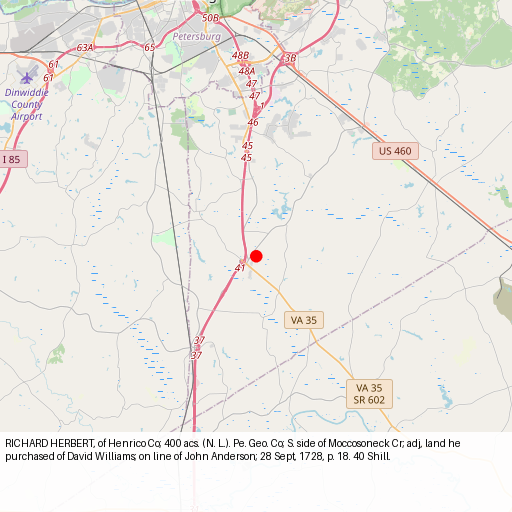 50B
63A
65
Petersburg
48B
3B
48A
61
61
47
47
1
46
Dinwiddie
County
Airport
45
45
US 460
I 85
41
VA 35
37
37
VA 35
SR 602
RICHARD HERBERT, of Henrico Co; 400 acs. (N. L.). Pe. Geo. Co; S. side of Moccosoneck Cr; adj, land he
purchased of David Williams; on line of John Anderson; 28 Sept, 1728, p. 18. 40 Shill.